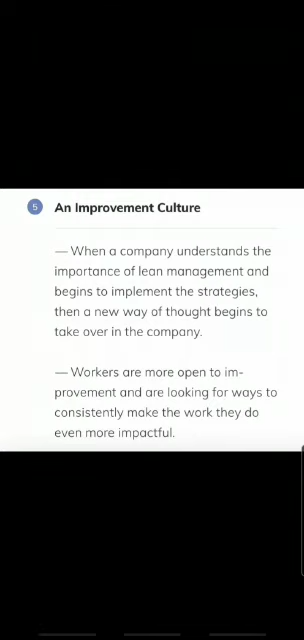 5
An Improvement Culture
— When a company understands the
importance of lean management and
begins to implement the strategies,
then a new way of thought begins to
take over in the company.
— Workers are more open to im-
provement and are looking for ways to
consistently make the work they do
even more impactful.